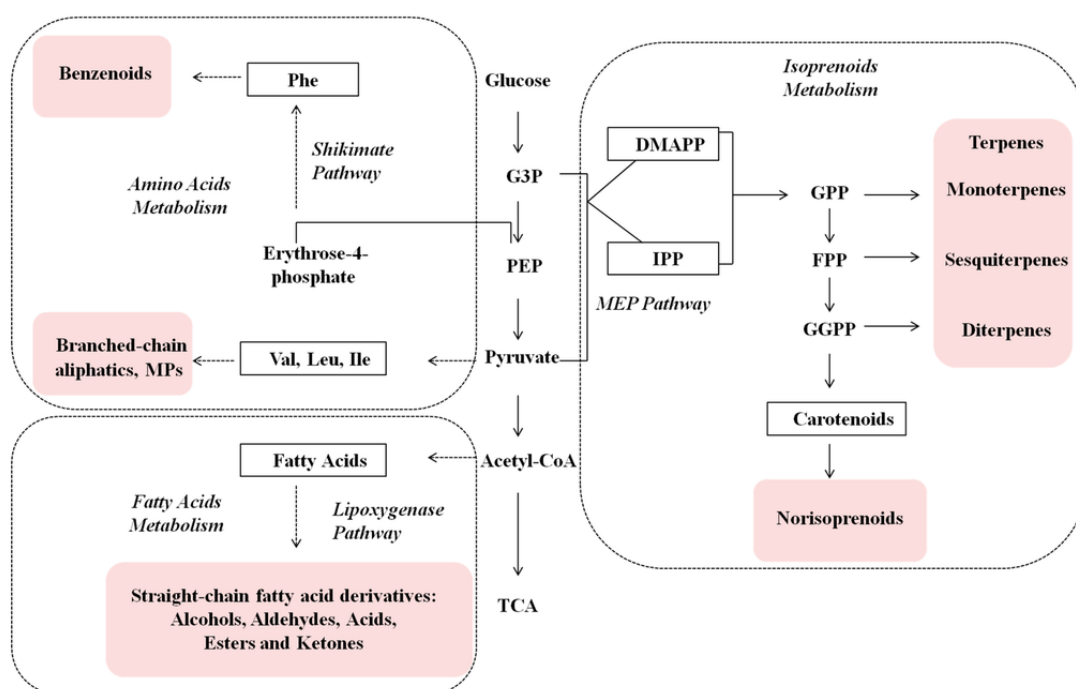 Benzenoids
Phe
Shikimate
Pathway
Amino Acids
Metabolism
Erythrose-4-
phosphate
Branched-chain
aliphatics, MPs
Val, Leu, Ile
Glucose
G3P
PEP
Pyruvate
Acetyl-CoA
TCA
Fatty Acids
Fatty Acids
Metabolism
Lipoxygenase
Pathway
Straight-chain fatty acid derivatives:
Alcohols, Aldehydes, Acids,
Esters and Ketones
Isoprenoids
Metabolism
DMAPP
IPP
MEP Pathway
GPP
FPP
GGPP
Terpenes
Monoterpenes
Sesquiterpenes
Diterpenes
Carotenoids
Norisoprenoids